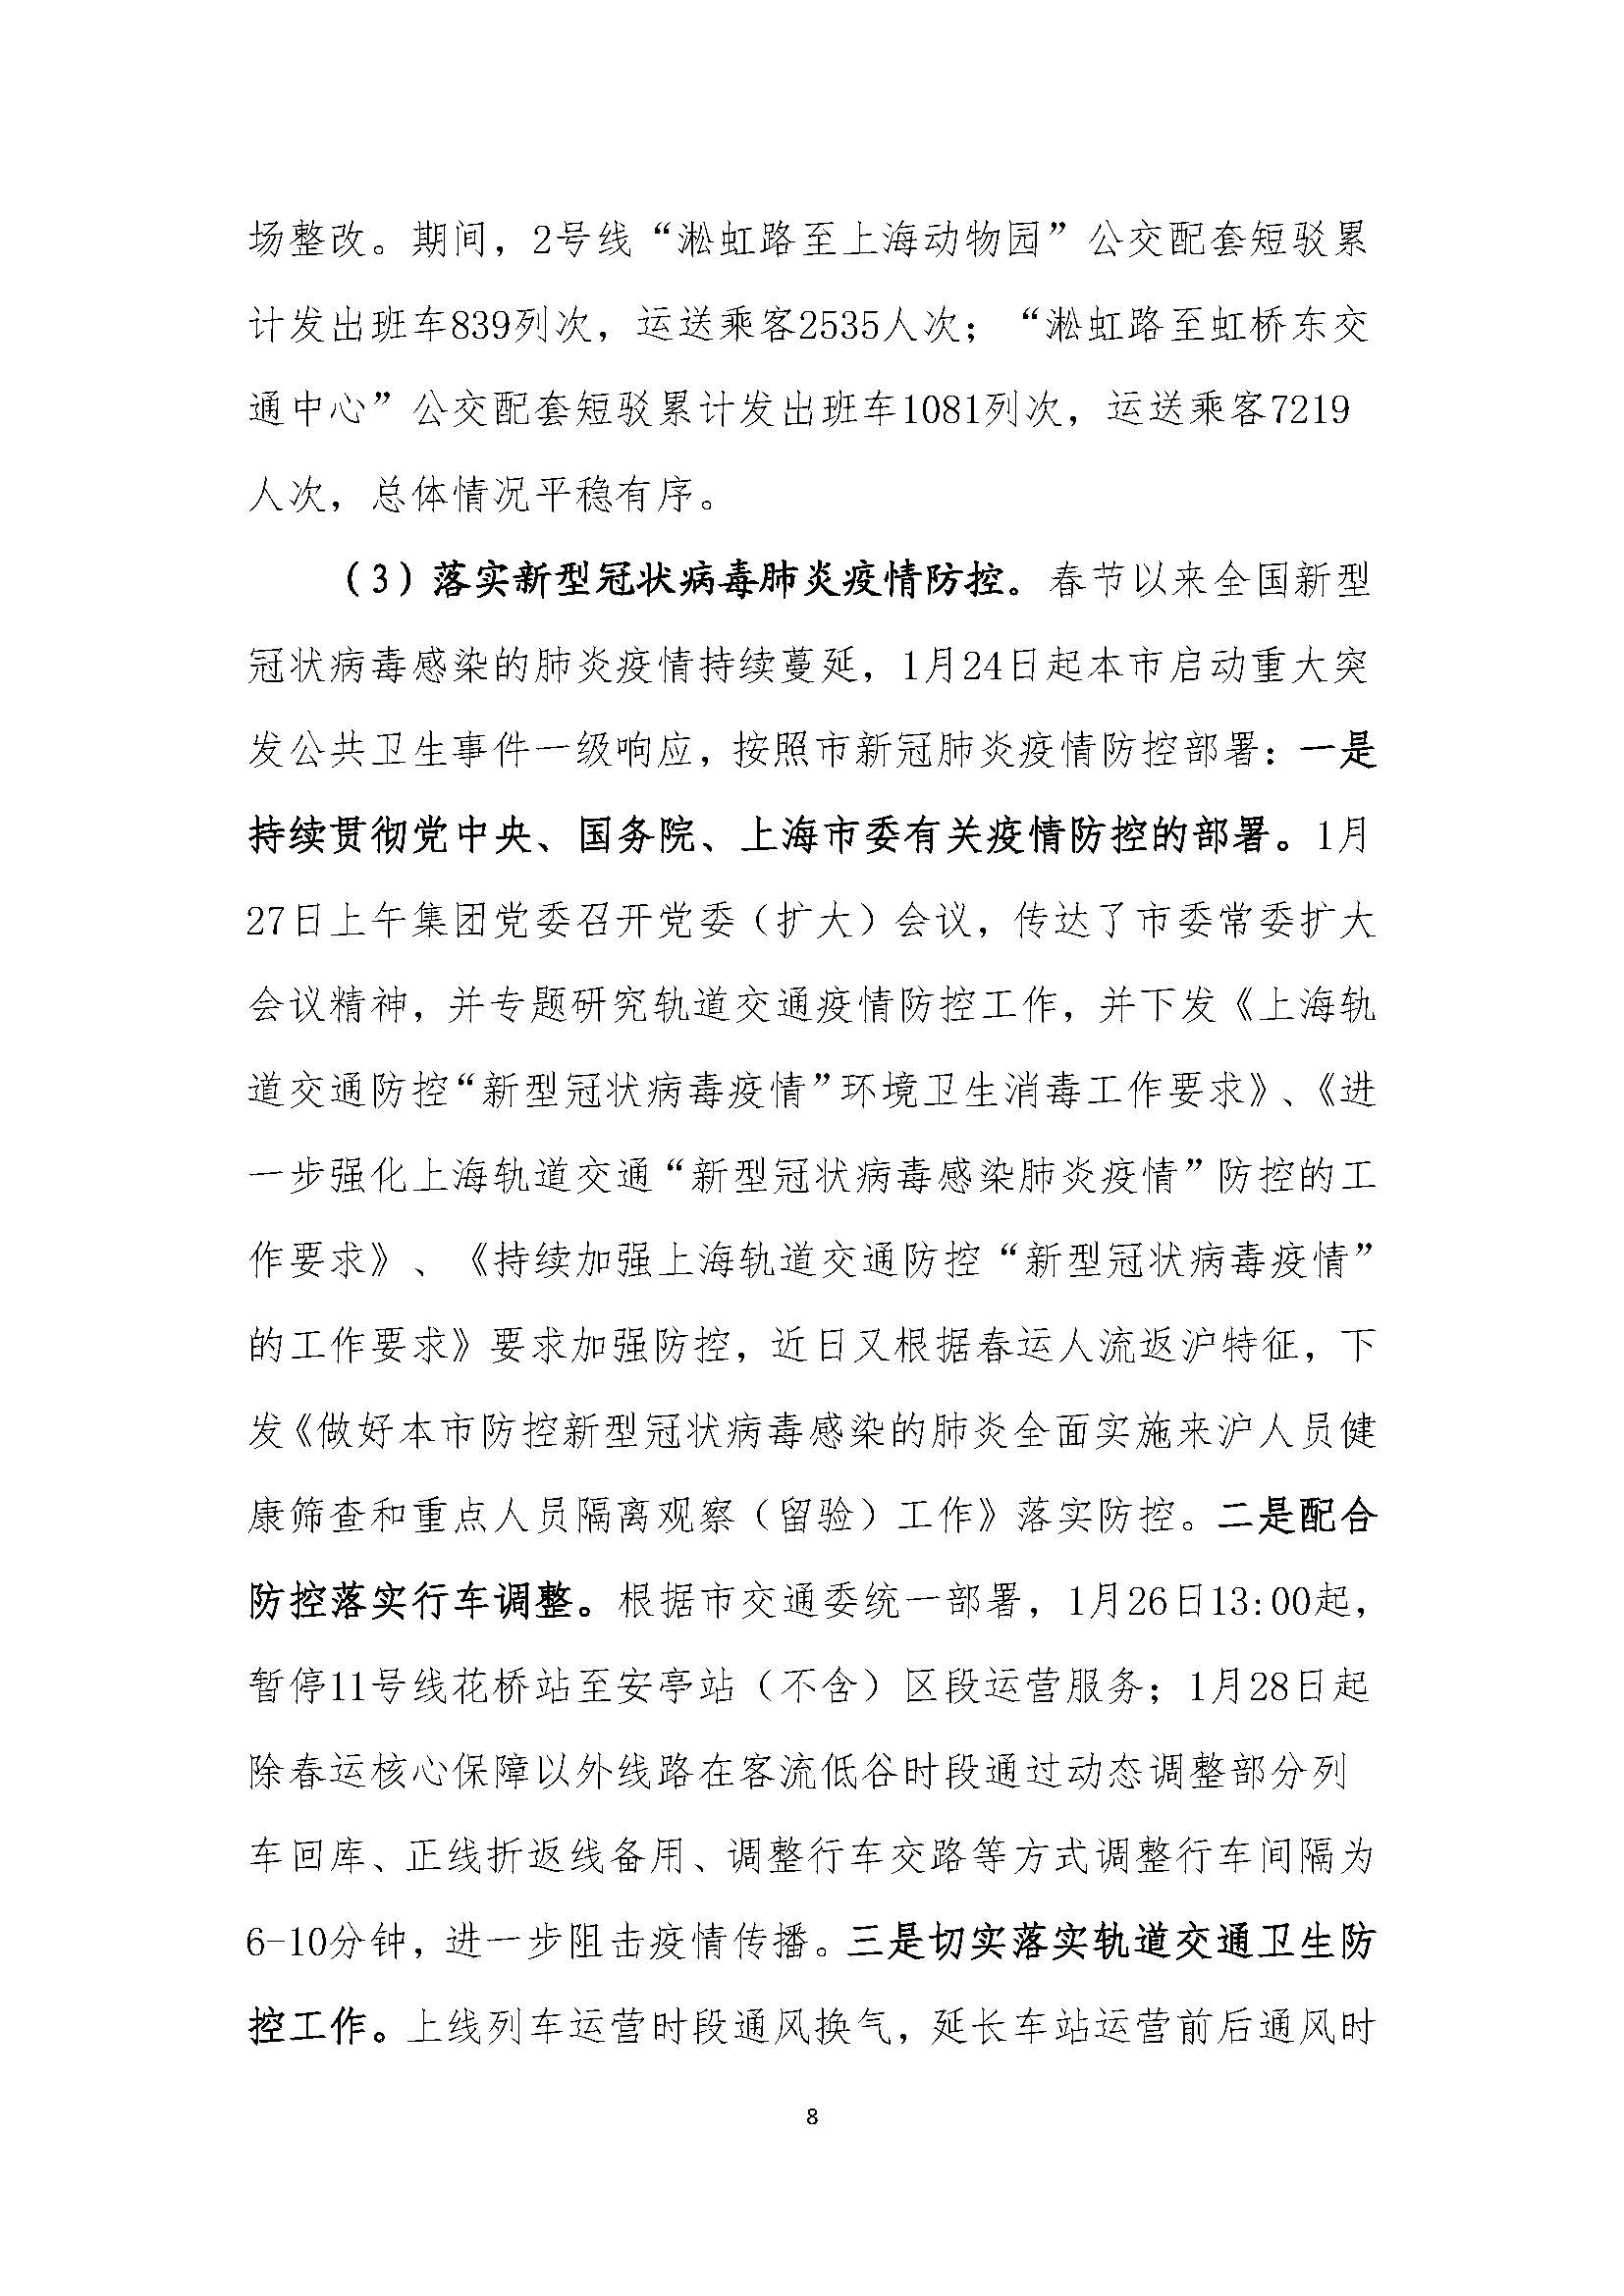 场整改。期间，2号线“淞虹路至上海动物园”公交配套短驳累
计发出班车839列次，运送乘客2535人次；“淞虹路至虹桥东交
通中心”公交配套短驳累计发出班车1081列次，运送乘客7219
人次，总体情况平稳有序。
（3）落实新型冠状病毒肺炎疫情防控。春节以来全国新型
冠状病毒感染的肺炎疫情持续蔓延，1月24日起本市启动重大突
发公共卫生事件一级响应，按照市新冠肺炎疫情防控部署：一是
持续贯彻党中央、国务院、上海市委有关疫情防控的部署。1月
27日上午集团党委召开党委（扩大）会议，传达了市委常委扩大
会议精神，并专题研究轨道交通疫情防控工作，并下发《上海轨
道交通防控“新型冠状病毒疫情”环境卫生消毒工作要求》、《进
一步强化上海轨道交通“新型冠状病毒感染肺炎疫情”防控的工
作要求》、《持续加强上海轨道交通防控“新型冠状病毒疫情”
的工作要求》要求加强防控，近日又根据春运人流返沪特征，下
发《做好本市防控新型冠状病毒感染的肺炎全面实施来沪人员健
康筛查和重点人员隔离观察（留验）工作》落实防控。二是配合
防控落实行车调整。根据市交通委统一部署，1月26日13:00起，
暂停11号线花桥站至安亭站（不含）区段运营服务；1月28日起
除春运核心保障以外线路在客流低谷时段通过动态调整部分列
车回库、正线折返线备用、调整行车交路等方式调整行车间隔为
6-10分钟，进一步阻击疫情传播。三是切实落实轨道交通卫生防
控工作。上线列车运营时段通风换气，延长车站运营前后通风时
8